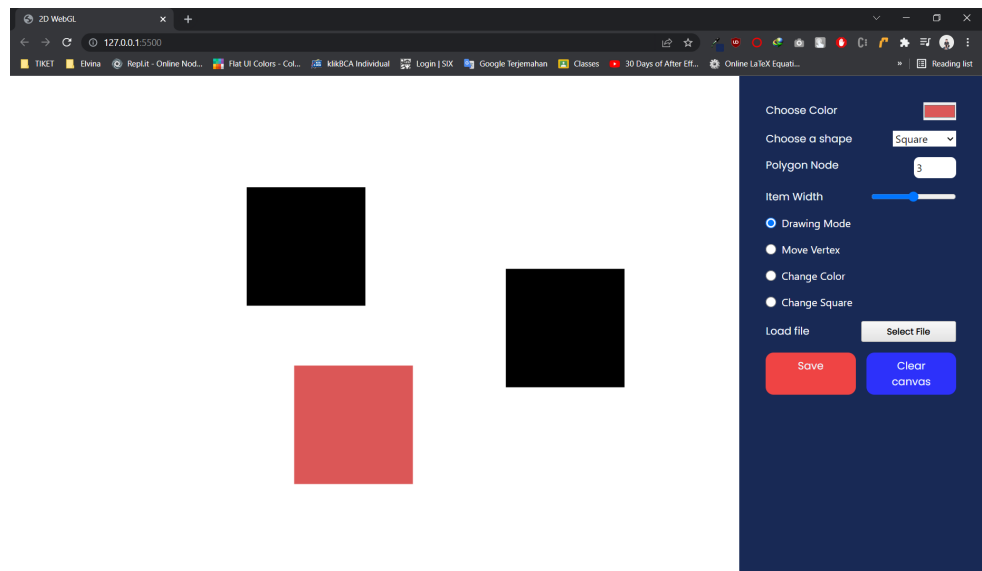 2D WebGL
127.0.0.1:5500
TIKET Elvina Repl.it - Online Nod... Flat UI Colors - Col... klikBCA Individual Login | SIX Google Terjemahan Classes 30 Days of After Eff... Online LaTeX Equati... » Reading list
Choose Color
Choose a shape Square
Polygon Node 3
Item Width
Drawing Mode
Move Vertex
Change Color
Change Square
Load file Select File
Save Clear
canvas